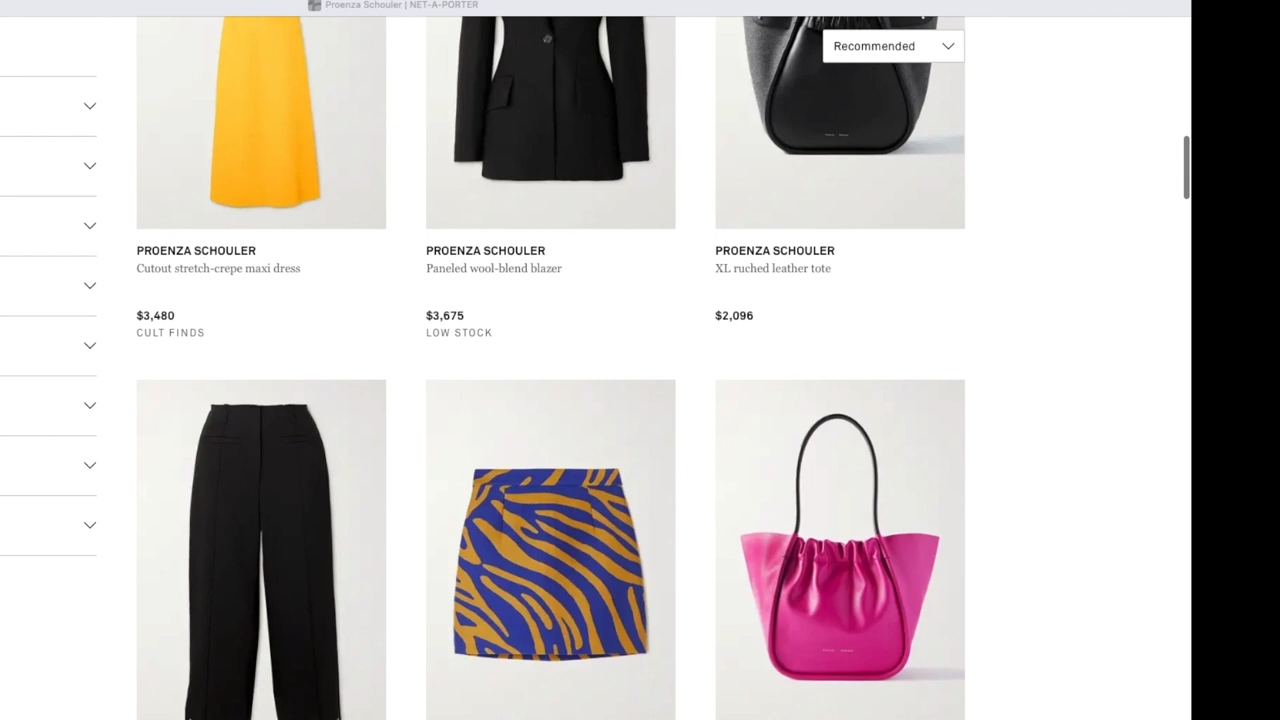 Proenza Schouler | NET-A-PORTER
Recommended
PROENZA SCHOULER
Cutout stretch-crepe maxi dress
$3,480
CULT FINDS
PROENZA SCHOULER
Paneled wool-blend blazer
$3,675
LOW STOCK
PROENZA SCHOULER
XL ruched leather tote
$2,096